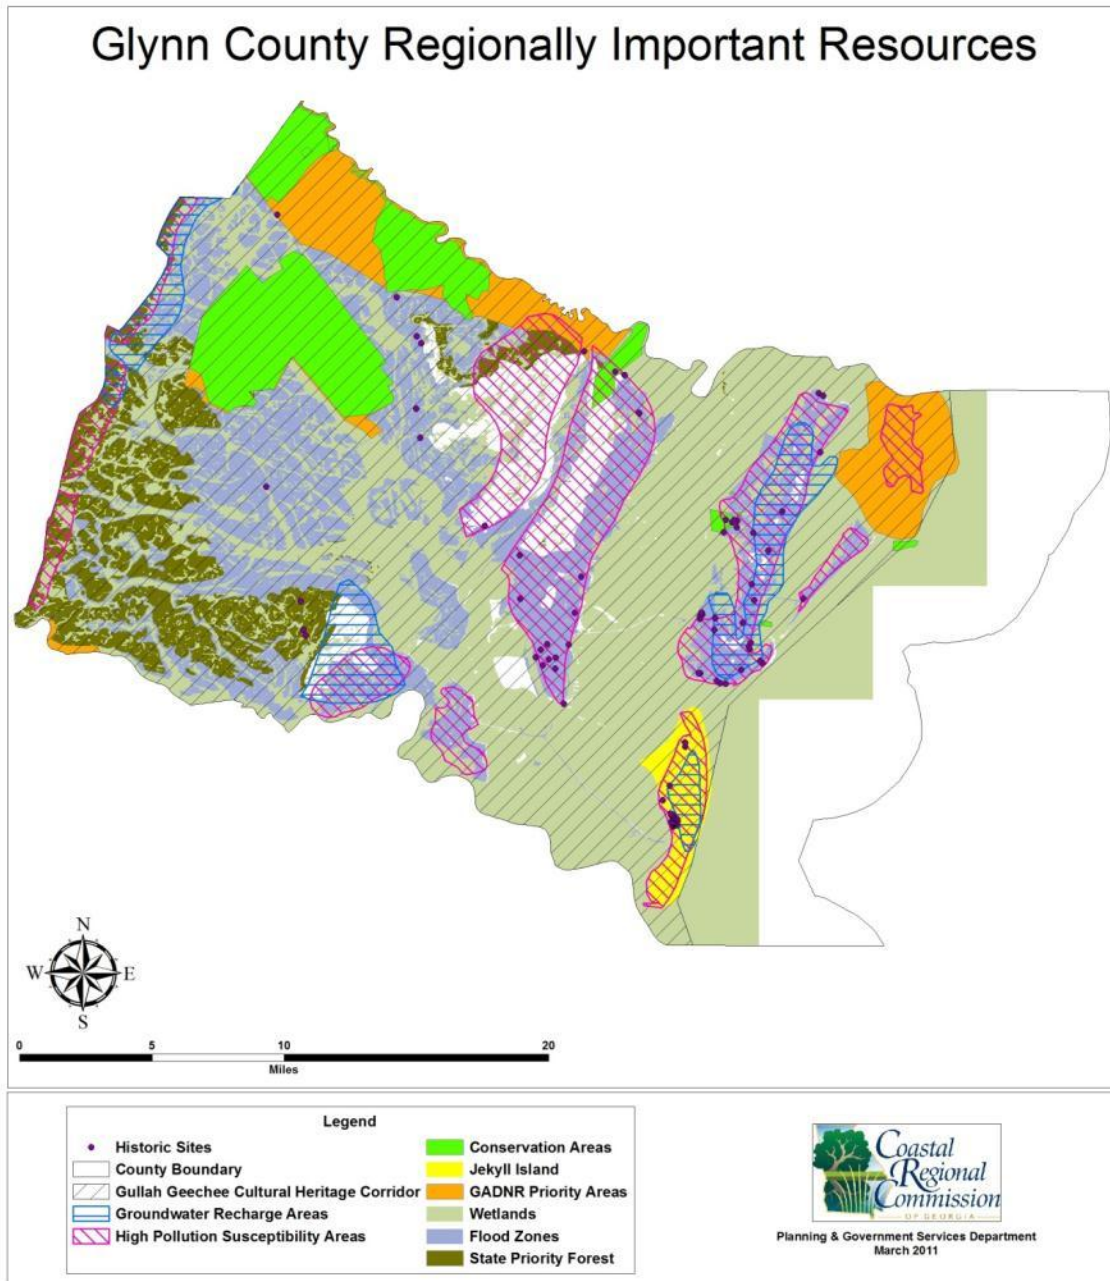 Glynn County Regionally Important Resources
N
W E
S
0 5 10 20
Miles
Legend
Historic Sites
County Boundary
Gullah Geechee Cultural Heritage Corridor
Groundwater Recharge Areas
High Pollution Susceptibility Areas
Conservation Areas
Jekyll Island
GADNR Priority Areas
Wetlands
Flood Zones
State Priority Forest
Coastal
Regional
Commission
OF GEORGIA
Planning & Government Services Department
March 2011